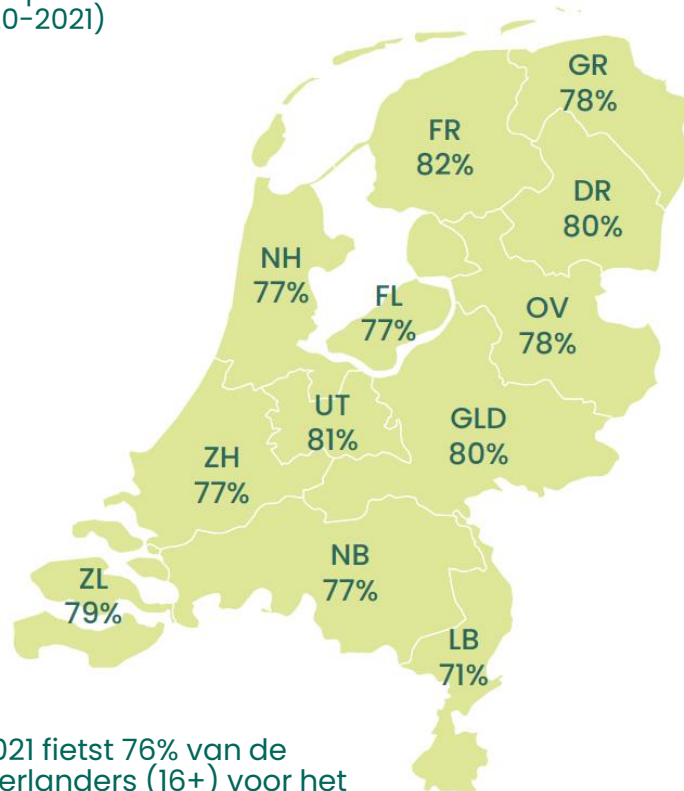 0-2021)
GR
78%
FR
82%
DR
80%
NH
77%
FL
77%
OV
78%
UT
81%
GLD
80%
ZH
77%
NB
77%
ZL
79%
LB
71%
021 fietst 76% van de
erlanders (16+) voor het